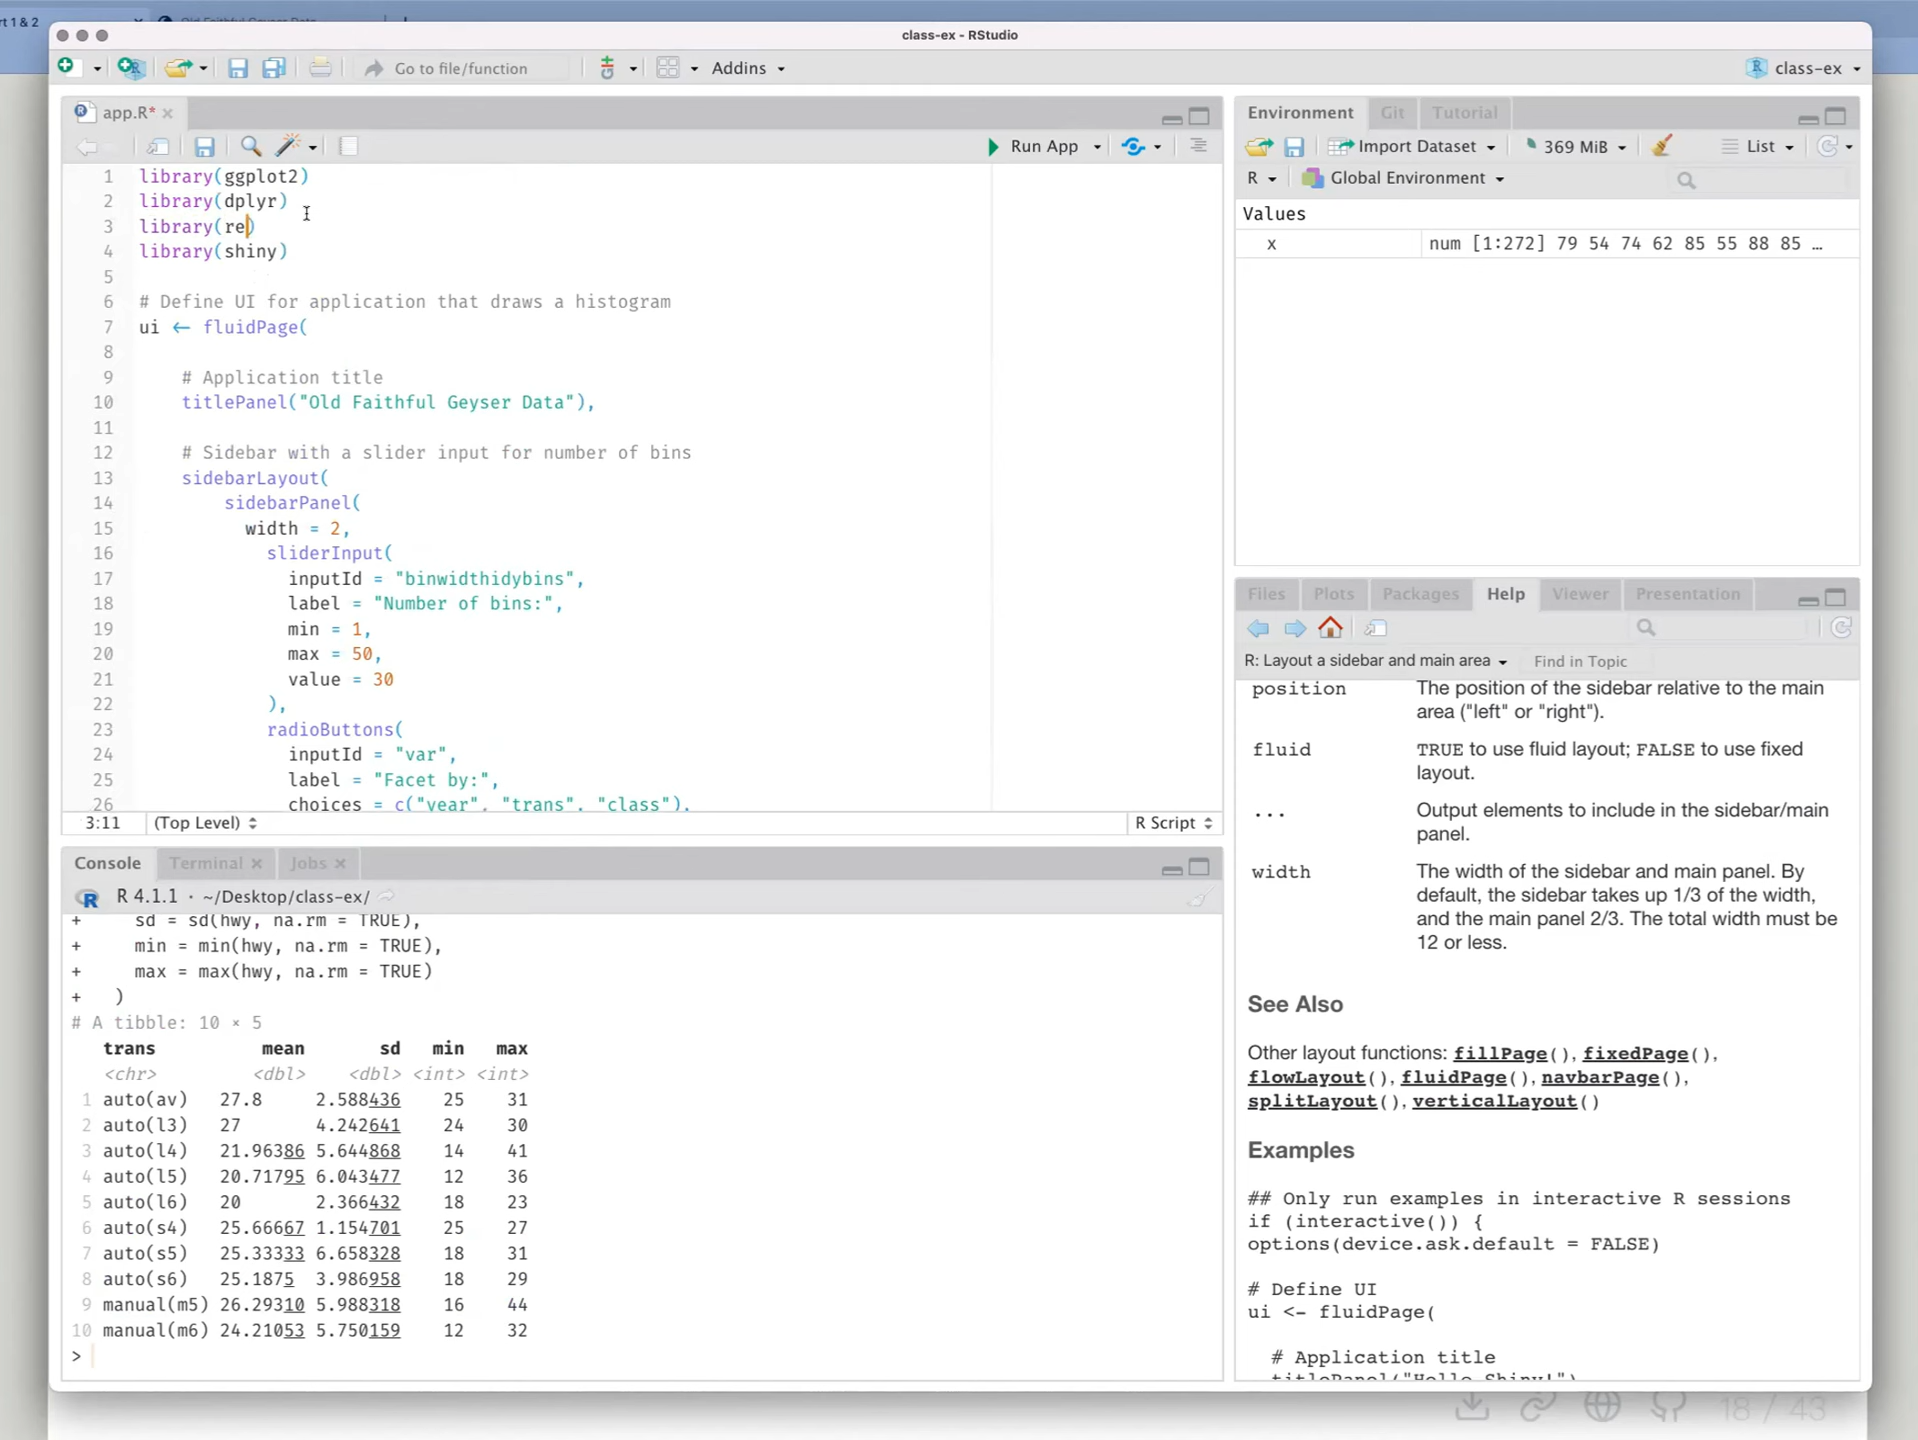 rt 1 & 2
Old Faithful Geyser Data
class-ex - RStudio
Go to file/function
Addins
class-ex
app.R*
Run App
1 library(ggplot2)
2 library(dplyr)
3 library(re)
4 library(shiny)
5
6 # Define UI for application that draws a histogram
7 ui <- fluidPage(
8
9 # Application title
10 titlePanel("Old Faithful Geyser Data"),
11
12 # Sidebar with a slider input for number of bins
13 sidebarLayout(
14 sidebarPanel(
15 width = 2,
16 sliderInput(
17 inputId = "binwidthidybins",
18 label = "Number of bins:",
19 min = 1,
20 max = 50,
21 value = 30
22 ),
23 radioButtons(
24 inputId = "var",
25 label = "Facet by:",
26 choices = c("year", "trans", "class"),
3:11 (Top Level) R Script
Console Terminal Jobs
R 4.1.1 · ~/Desktop/class-ex/
+ sd = sd(hwy, na.rm = TRUE),
+ min = min(hwy, na.rm = TRUE),
+ max = max(hwy, na.rm = TRUE)
+ )
# A tibble: 10 × 5
trans mean sd min max
<chr> <dbl> <dbl> <int> <int>
1 auto(av) 27.8 2.588436 25 31
2 auto(l3) 27 4.242641 24 30
3 auto(l4) 21.96386 5.644868 14 41
4 auto(l5) 20.71795 6.043477 12 36
5 auto(l6) 20 2.366432 18 23
6 auto(s4) 25.66667 1.154701 25 27
7 auto(s5) 25.33333 6.658328 18 31
8 auto(s6) 25.1875 3.986958 18 29
9 manual(m5) 26.29310 5.988318 16 44
10 manual(m6) 24.21053 5.750159 12 32
>
Environment Git Tutorial
Import Dataset 369 MiB List
R Global Environment
Values
x num [1:272] 79 54 74 62 85 55 88 85 …
Files Plots Packages Help Viewer Presentation
R: Layout a sidebar and main area Find in Topic
position The position of the sidebar relative to the main
area ("left" or "right").
fluid TRUE to use fluid layout; FALSE to use fixed
layout.
... Output elements to include in the sidebar/main
panel.
width The width of the sidebar and main panel. By
default, the sidebar takes up 1/3 of the width,
and the main panel 2/3. The total width must be
12 or less.
See Also
Other layout functions: fillPage(), fixedPage(),
flowLayout(), fluidPage(), navbarPage(),
splitLayout(), verticalLayout()
Examples
## Only run examples in interactive R sessions
if (interactive()) {
options(device.ask.default = FALSE)
# Define UI
ui <- fluidPage(
# Application title
titlePanel("Hello Shiny!"),
18 / 43